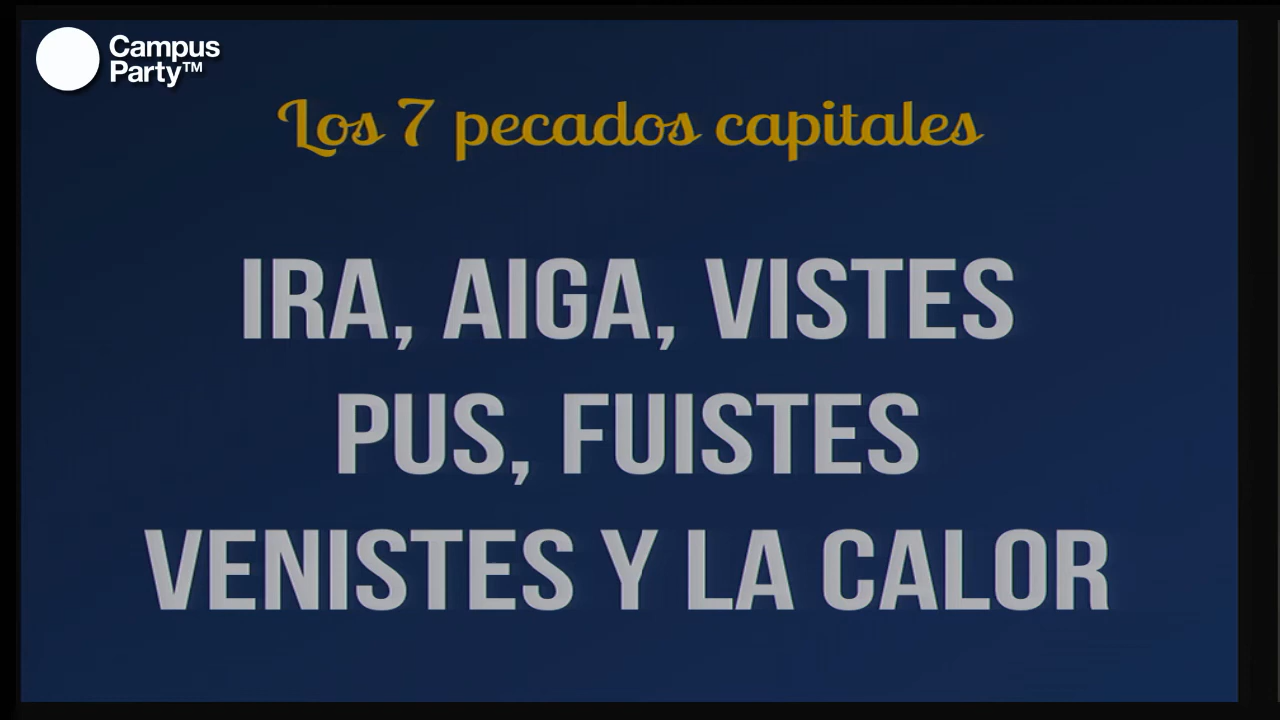 Campus
Party™
Los 7 pecados capitales
IRA, AIGA, VISTES
PUS, FUISTES
VENISTES Y LA CALOR